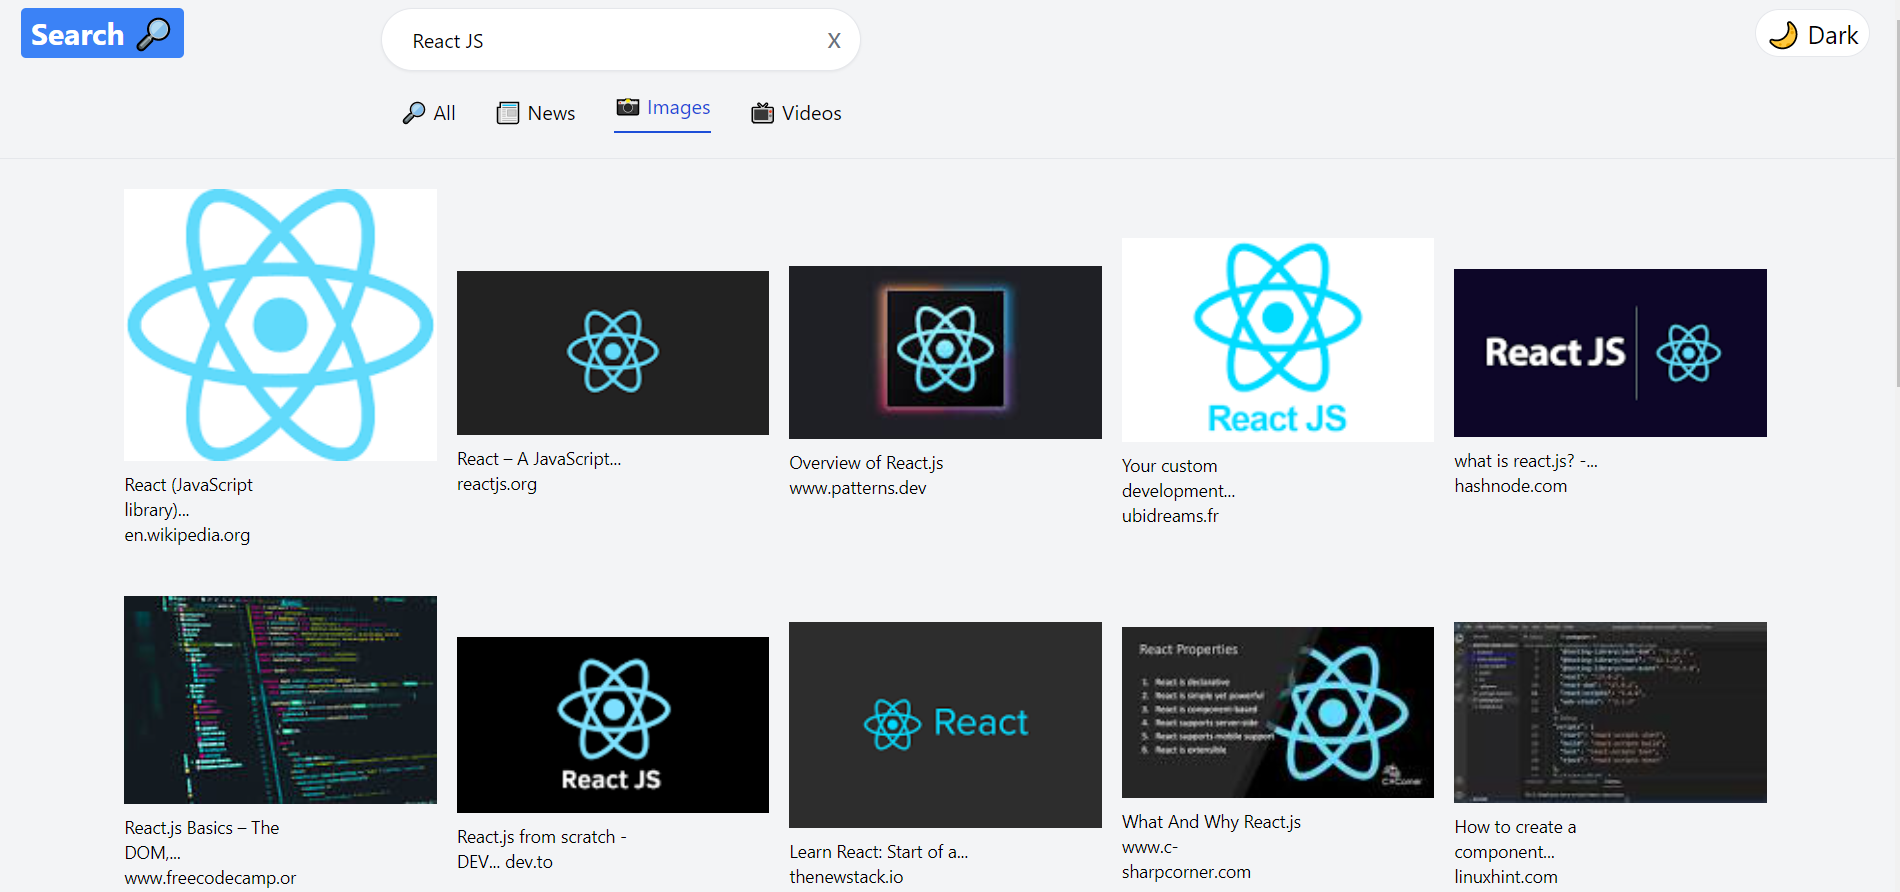 Search
React JS
X
Dark
All
News
Images
Videos
React JS
React JS
React (JavaScript
library)...
en.wikipedia.org
React – A JavaScript...
reactjs.org
Overview of React.js
www.patterns.dev
Your custom
development...
ubidreams.fr
what is react.js? -...
hashnode.com
React JS
React
React Properties
1. React is declarative
2. React is simple yet powerful
3. React is component-based
4. React supports server-side
5. React supports mobile support
6. React is extensible
C#Corner
React.js Basics – The
DOM,...
www.freecodecamp.or
React.js from scratch -
DEV... dev.to
Learn React: Start of a...
thenewstack.io
What And Why React.js
www.c-
sharpcorner.com
How to create a
component...
linuxhint.com